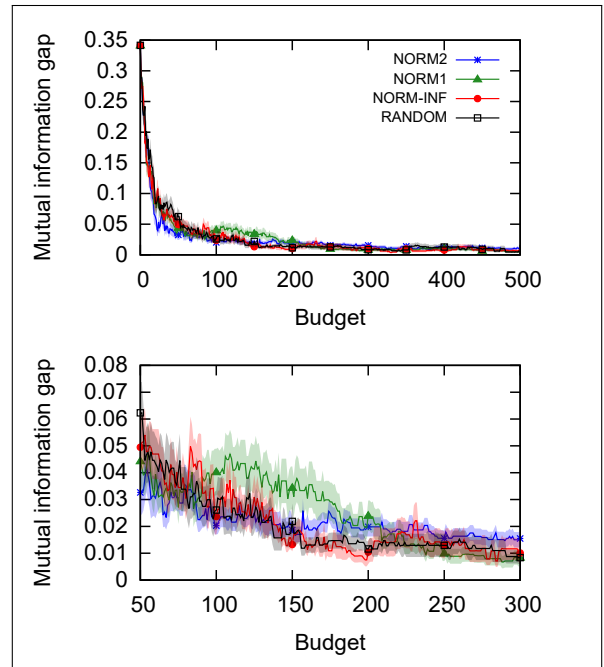 Mutual information gap
0.35
0.3
0.25
0.2
0.15
0.1
0.05
0
NORM2
NORM1
NORM-INF
RANDOM
0 100 200 300 400 500
Budget
Mutual information gap
0.08
0.07
0.06
0.05
0.04
0.03
0.02
0.01
0
50 100 150 200 250 300
Budget